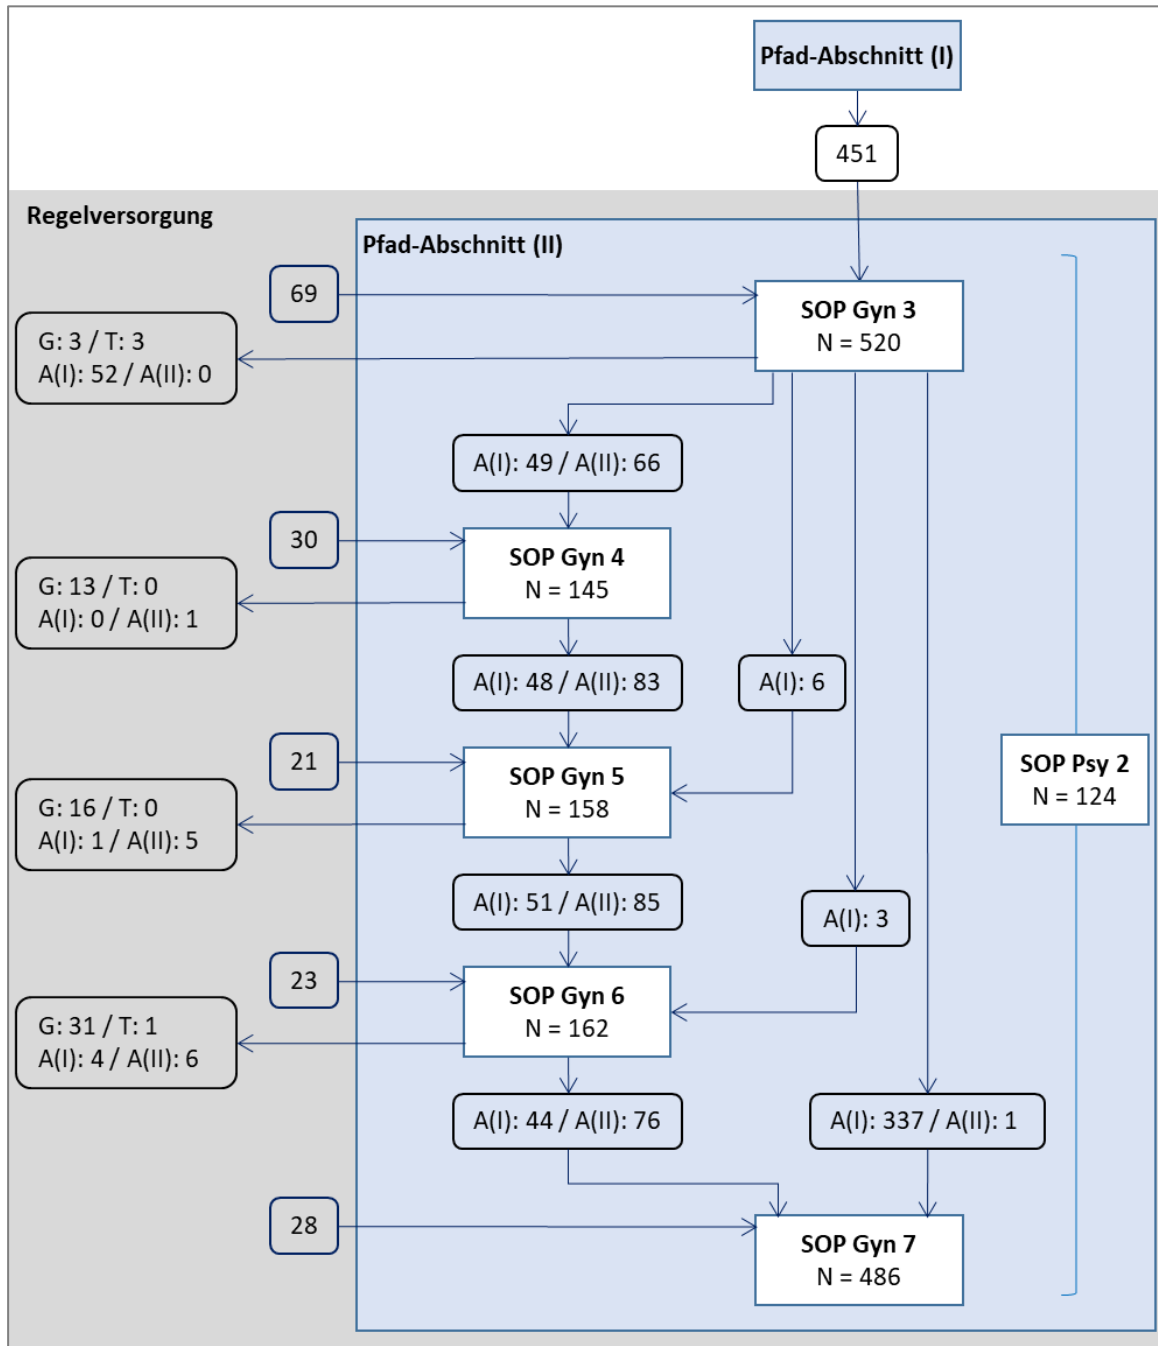 Pfad-Abschnitt (I)
451
Regelversorgung
Pfad-Abschnitt (II)
69
SOP Gyn 3
N = 520
G: 3 / T: 3
A(I): 52 / A(II): 0
A(I): 49 / A(II): 66
30
SOP Gyn 4
N = 145
G: 13 / T: 0
A(I): 0 / A(II): 1
A(I): 48 / A(II): 83
A(I): 6
21
SOP Gyn 5
N = 158
SOP Psy 2
N = 124
G: 16 / T: 0
A(I): 1 / A(II): 5
A(I): 51 / A(II): 85
A(I): 3
23
SOP Gyn 6
N = 162
G: 31 / T: 1
A(I): 4 / A(II): 6
A(I): 44 / A(II): 76
A(I): 337 / A(II): 1
28
SOP Gyn 7
N = 486